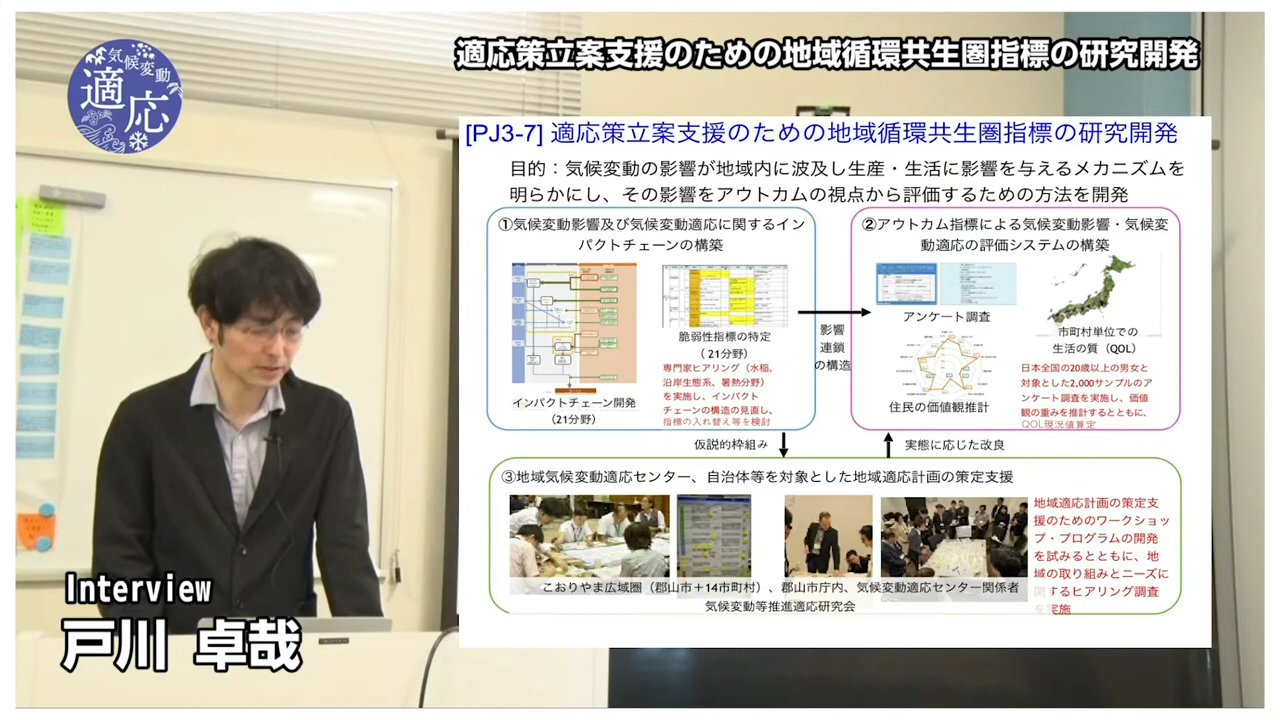 適応策立案支援のための地域循環共生圏指標の研究開発
気候変動
適応
[PJ3-7] 適応策立案支援のための地域循環共生圏指標の研究開発
目的：気候変動の影響が地域内に波及し生産・生活に影響を与えるメカニズムを
明らかにし、その影響をアウトカムの視点から評価するための方法を開発
①気候変動影響及び気候変動適応に関するイン
パクトチェーンの構築
インパクトチェーン開発
（21分野）
脆弱性指標の特定
（21分野）
専門家ヒアリング（水稲、
沿岸生態系、暑熱分野）
を実施し、インパクト
チェーンの構造の見直し、
指標の入れ替え等を検討
影響
連鎖
の構造
②アウトカム指標による気候変動影響・気候変
動適応の評価システムの構築
アンケート調査
住民の価値観推計
市町村単位での
生活の質（QOL）
日本全国の20歳以上の男女と
対象とした2,000サンプルのア
ンケート調査を実施し、価値
観の重みを推計するとともに、
QOL現況値算定
仮説的枠組み
実態に応じた改良
③地域気候変動適応センター、自治体等を対象とした地域適応計画の策定支援
こおりやま広域圏（郡山市＋14市町村）、郡山市庁内、気候変動適応センター関係者
気候変動等推進適応研究会
地域適応計画の策定支
援のためのワークショッ
プ・プログラムの開発
を試みるとともに、地
域の取り組みとニーズに
関するヒアリング調査
を実施
Interview
戸川 卓哉